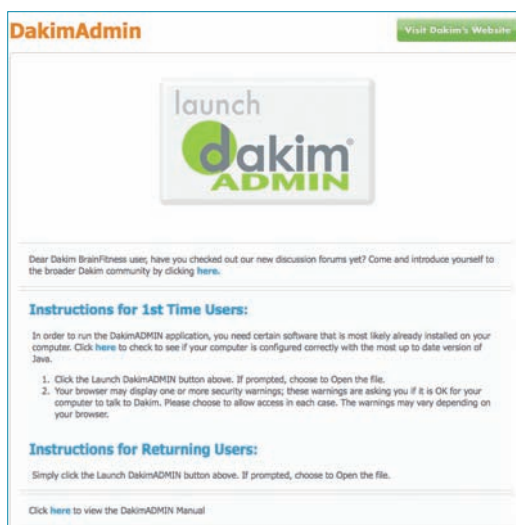 DakimAdmin
Visit Dakim's Website
launch
dakim®
ADMIN
Dear Dakim BrainFitness user, have you checked out our new discussion forums yet? Come and introduce yourself to
the broader Dakim community by clicking here.
Instructions for 1st Time Users:
In order to run the DakimADMIN application, you need certain software that is most likely already installed on your
computer. Click here to check to see if your computer is configured correctly with the most up to date version of
Java.
1. Click the Launch DakimADMIN button above. If prompted, choose to Open the file.
2. Your browser may display one or more security warnings; these warnings are asking you if it is OK for your
computer to talk to Dakim. Please choose to allow access in each case. The warnings may vary depending on
your browser.
Instructions for Returning Users:
Simply click the Launch DakimADMIN button above. If prompted, choose to Open the file.
Click here to view the DakimADMIN Manual